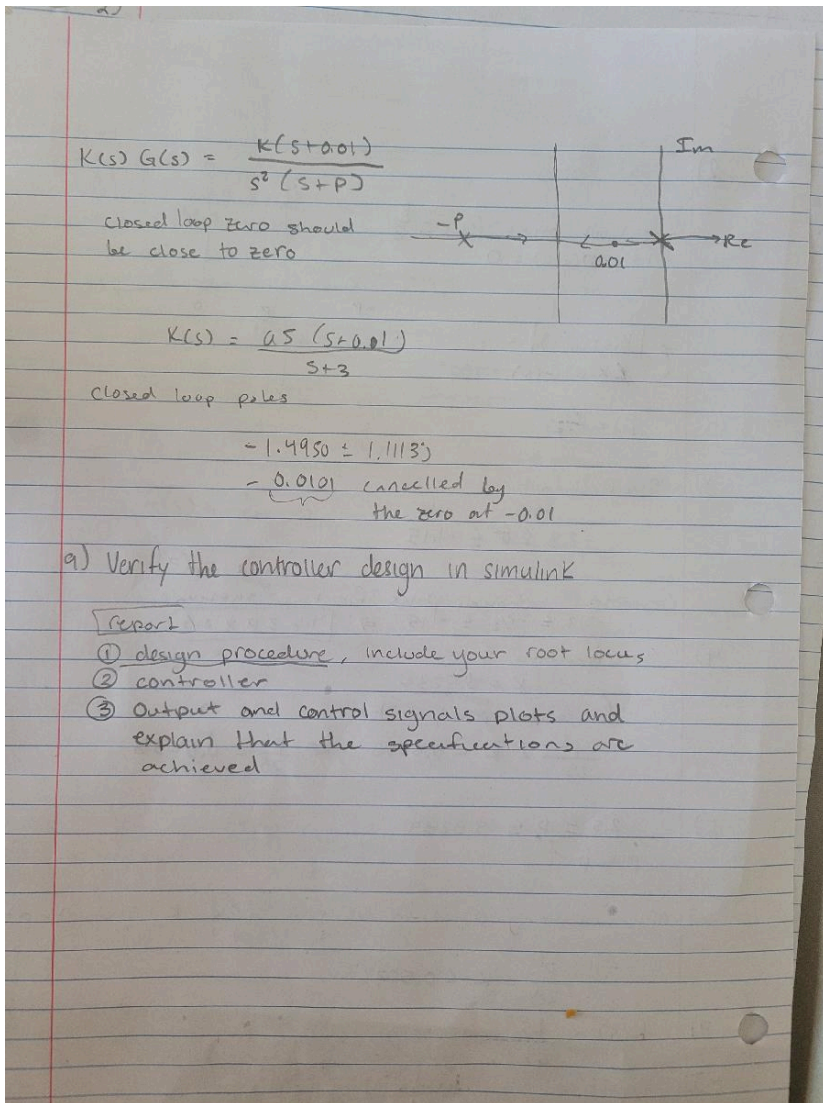 2)
K(s) G(s) = K(s+0.01) / s² (s+P)
Im
closed loop zero should
be close to zero
-P
Re
0.01
K(s) = 0.5 (s+0.01) / s+3
closed loop poles
- 1.4950 ± 1.1113j
- 0.0101 cancelled by
the zero at -0.01
a) Verify the controller design in simulink
report
① design procedure, include your root locus
② controller
③ Output and control signals plots and
explain that the specifications are
achieved